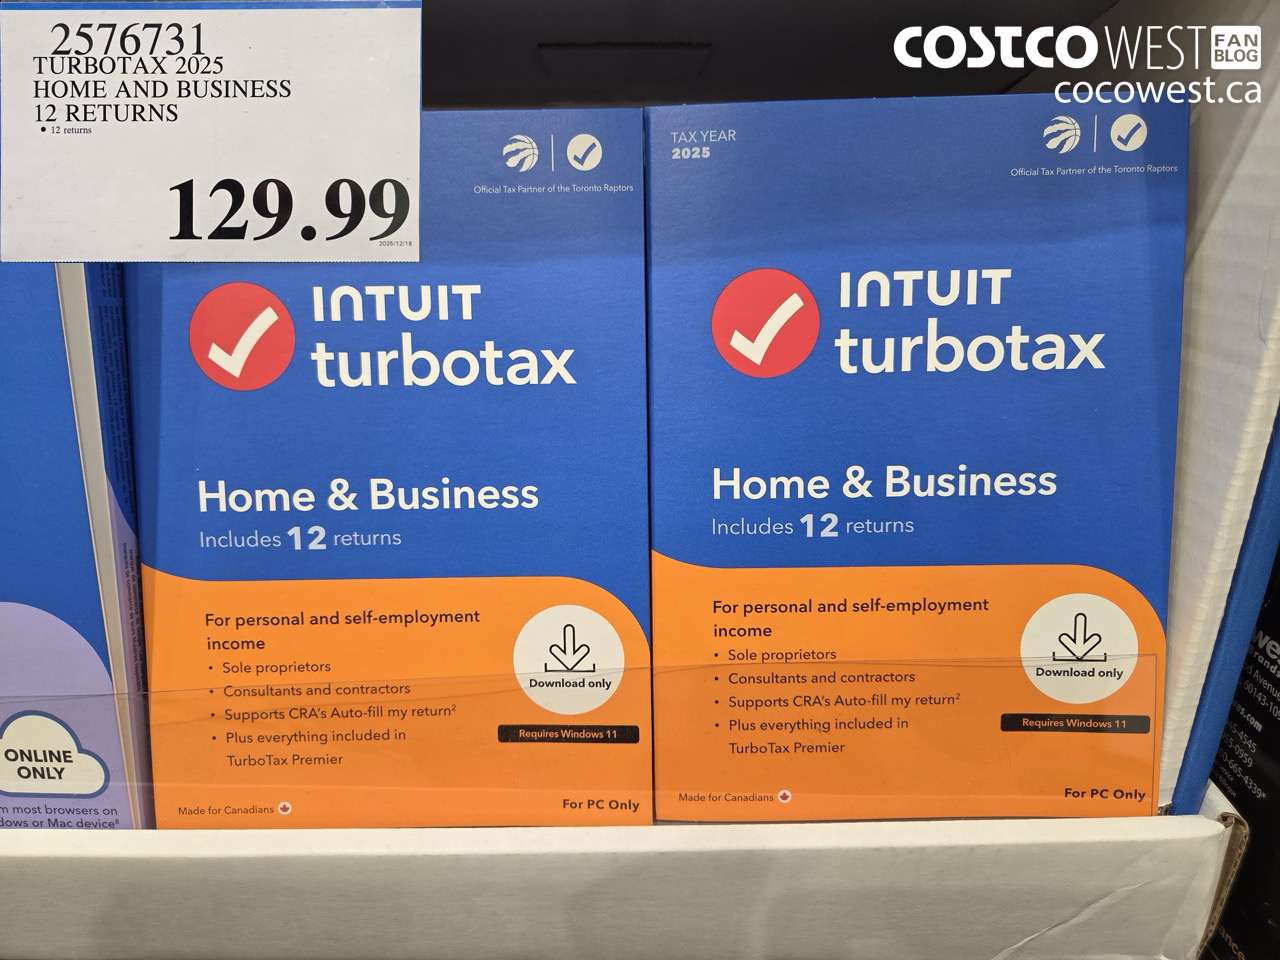 2576731
TURBOTAX 2025
HOME AND BUSINESS
12 RETURNS
• 12 returns
129.99
2025/12/18
COSTCO WEST FAN BLOG
cocowest.ca
Official Tax Partner of the Toronto Raptors
INTUIT
turbotax
Home & Business
Includes 12 returns
For personal and self-employment
income
• Sole proprietors
• Consultants and contractors
• Supports CRA's Auto-fill my return²
• Plus everything included in
TurboTax Premier
Download only
Requires Windows 11
Made for Canadians
For PC Only
TAX YEAR
2025
Official Tax Partner of the Toronto Raptors
INTUIT
turbotax
Home & Business
Includes 12 returns
For personal and self-employment
income
• Sole proprietors
• Consultants and contractors
• Supports CRA's Auto-fill my return²
• Plus everything included in
TurboTax Premier
Download only
Requires Windows 11
Made for Canadians
For PC Only
ONLINE
ONLY
most browsers on
or Mac device⁸